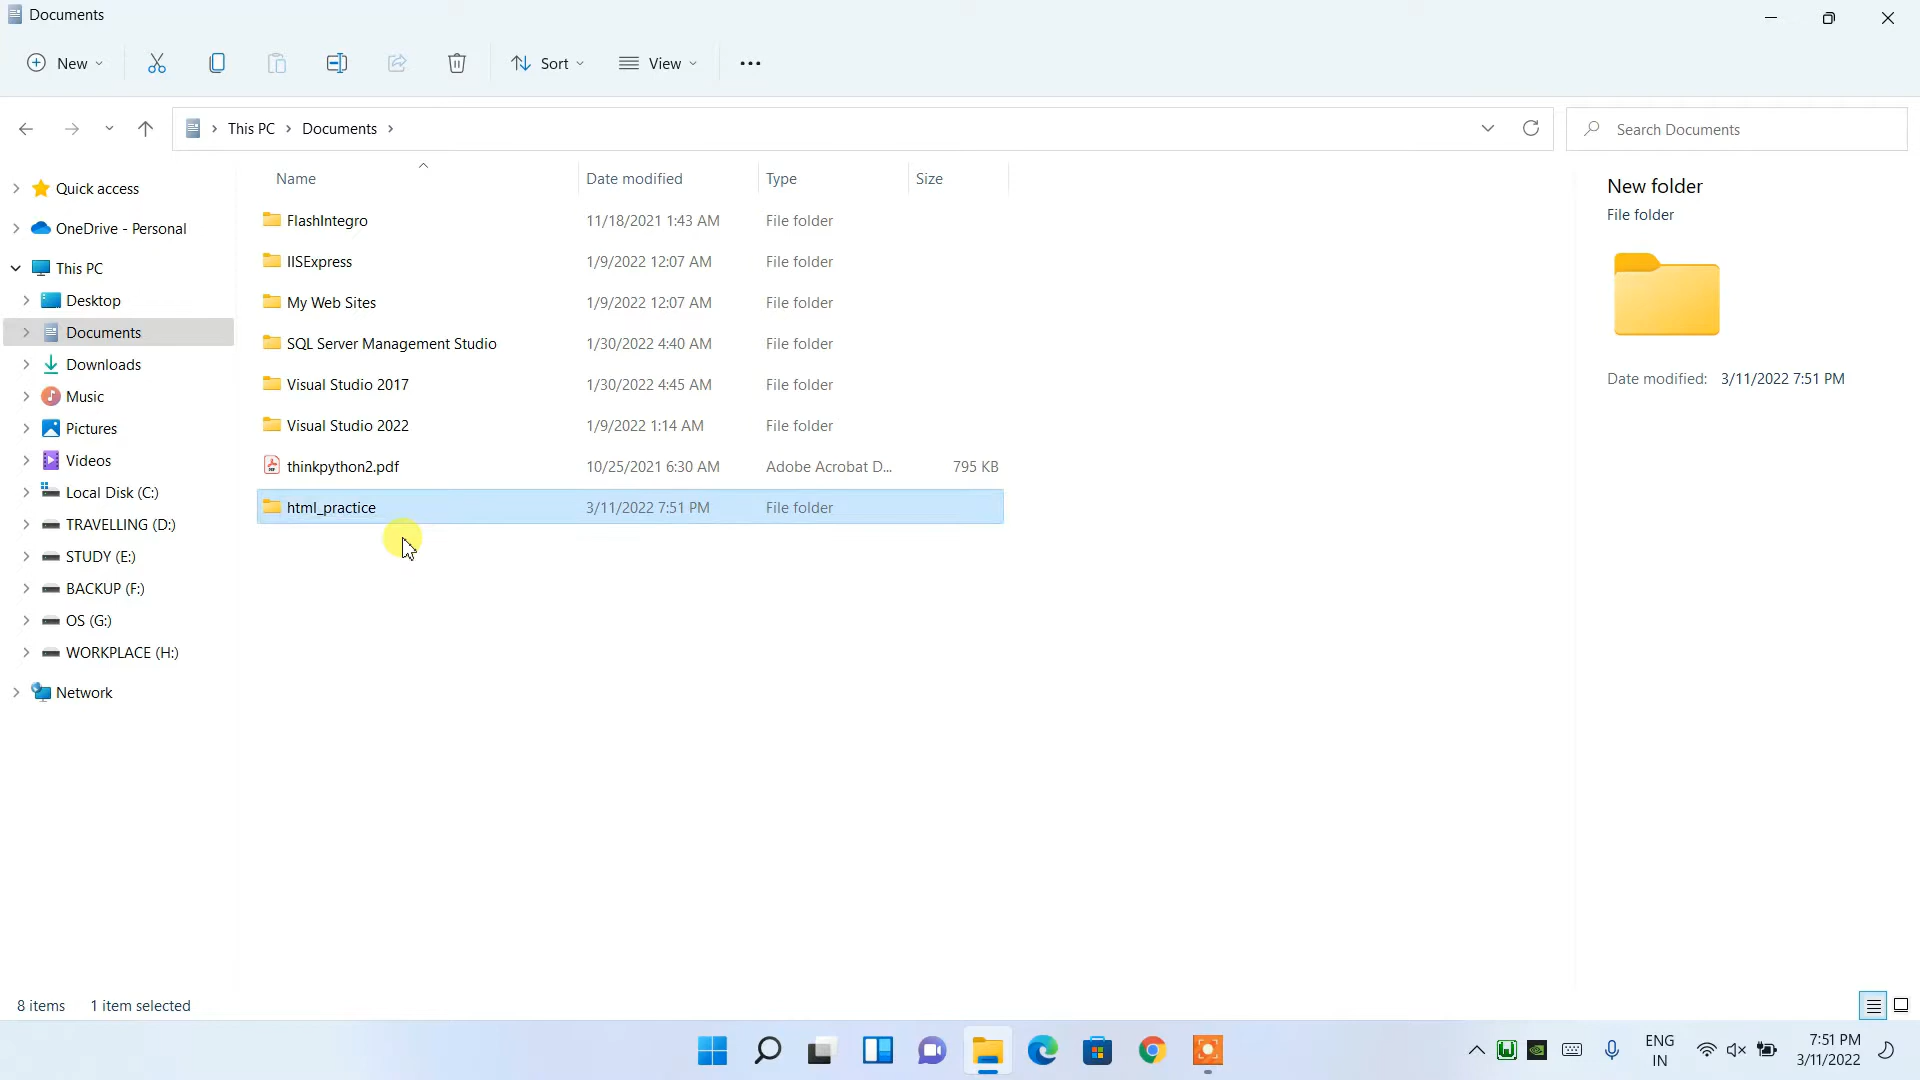 Documents
New
Sort
View
This PC
Documents
Search Documents
Quick access
OneDrive - Personal
This PC
Desktop
Documents
Downloads
Music
Pictures
Videos
Local Disk (C:)
TRAVELLING (D:)
STUDY (E:)
BACKUP (F:)
OS (G:)
WORKPLACE (H:)
Network
Name Date modified Type Size
FlashIntegro 11/18/2021 1:43 AM File folder
IISExpress 1/9/2022 12:07 AM File folder
My Web Sites 1/9/2022 12:07 AM File folder
SQL Server Management Studio 1/30/2022 4:40 AM File folder
Visual Studio 2017 1/30/2022 4:45 AM File folder
Visual Studio 2022 1/9/2022 1:14 AM File folder
thinkpython2.pdf 10/25/2021 6:30 AM Adobe Acrobat D... 795 KB
html_practice 3/11/2022 7:51 PM File folder
New folder
File folder
Date modified: 3/11/2022 7:51 PM
8 items 1 item selected
ENG
IN
7:51 PM
3/11/2022